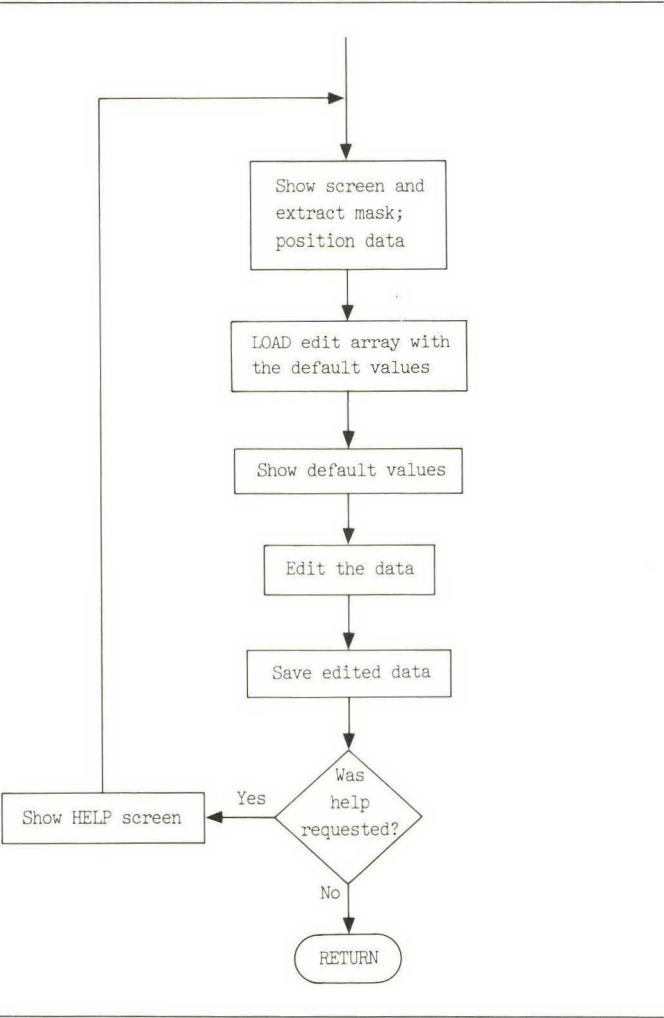 Show screen and
extract mask;
position data
LOAD edit array with
the default values
Show default values
Edit the data
Save edited data
Was
help
requested?
Yes
Show HELP screen
No
RETURN